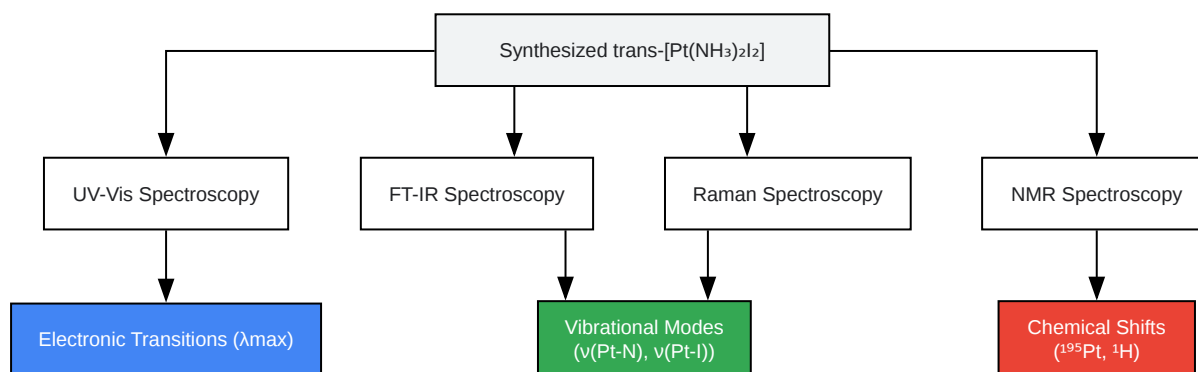 Synthesized trans-[Pt(NH₃)₂I₂]
UV-Vis Spectroscopy
FT-IR Spectroscopy
Raman Spectroscopy
NMR Spectroscopy
Electronic Transitions (λmax)
Vibrational Modes
(ν(Pt-N), ν(Pt-I))
Chemical Shifts
(¹⁹⁵Pt, ¹H)